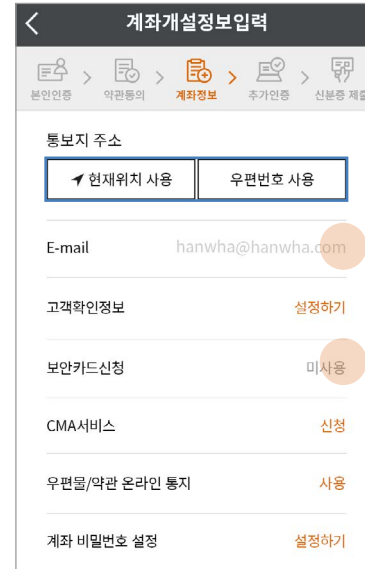 계좌개설정보입력
본인인증 약관동의 계좌정보 추가인증 신분증 제출
통보지 주소
현재위치 사용 우편번호 사용
E-mail hanwha@hanwha.com
고객확인정보 설정하기
보안카드신청 미사용
CMA서비스 신청
우편물/약관 온라인 통지 사용
계좌 비밀번호 설정 설정하기